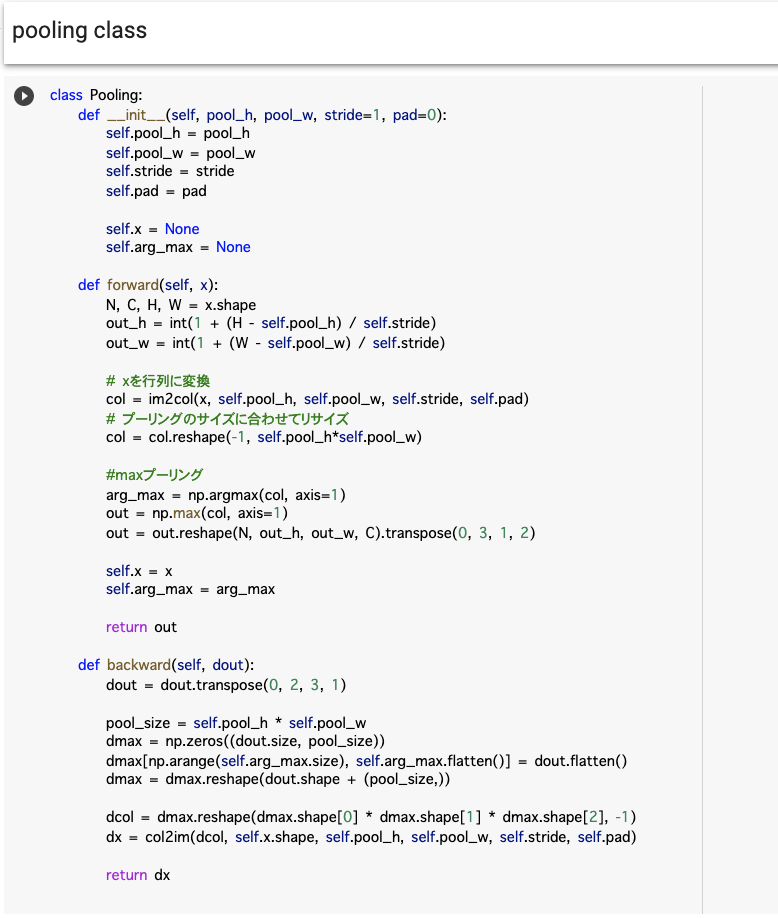 pooling class
class Pooling:
def __init__(self, pool_h, pool_w, stride=1, pad=0):
self.pool_h = pool_h
self.pool_w = pool_w
self.stride = stride
self.pad = pad
self.x = None
self.arg_max = None
def forward(self, x):
N, C, H, W = x.shape
out_h = int(1 + (H - self.pool_h) / self.stride)
out_w = int(1 + (W - self.pool_w) / self.stride)
# xを行列に変換
col = im2col(x, self.pool_h, self.pool_w, self.stride, self.pad)
# プーリングのサイズに合わせてリサイズ
col = col.reshape(-1, self.pool_h*self.pool_w)
#maxプーリング
arg_max = np.argmax(col, axis=1)
out = np.max(col, axis=1)
out = out.reshape(N, out_h, out_w, C).transpose(0, 3, 1, 2)
self.x = x
self.arg_max = arg_max
return out
def backward(self, dout):
dout = dout.transpose(0, 2, 3, 1)
pool_size = self.pool_h * self.pool_w
dmax = np.zeros((dout.size, pool_size))
dmax[np.arange(self.arg_max.size), self.arg_max.flatten()] = dout.flatten()
dmax = dmax.reshape(dout.shape + (pool_size,))
dcol = dmax.reshape(dmax.shape[0] * dmax.shape[1] * dmax.shape[2], -1)
dx = col2im(dcol, self.x.shape, self.pool_h, self.pool_w, self.stride, self.pad)
return dx